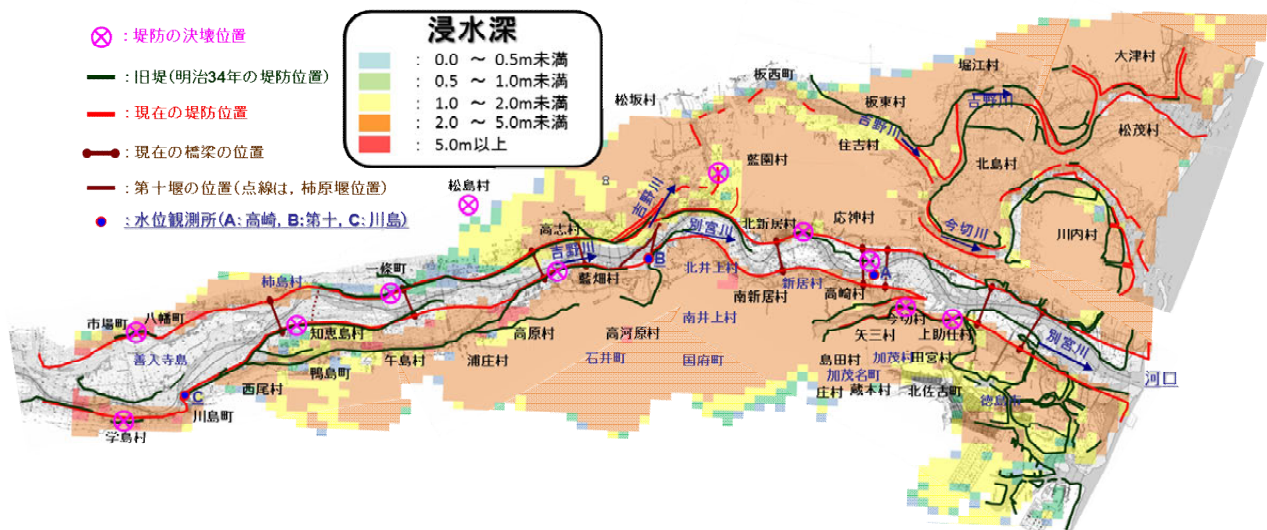 ：堤防の決壊位置
：旧堤(明治34年の堤防位置)
：現在の堤防位置
：現在の橋梁の位置
：第十堰の位置(点線は，柿原堰位置)
：水位観測所(A：高崎，B：第十，C：川島)
浸水深
： 0.0 ～ 0.5m未満
： 0.5 ～ 1.0m未満
： 1.0 ～ 2.0m未満
： 2.0 ～ 5.0m未満
： 5.0m以上
大津村
堀江村
板西町
松坂村
板東村
吉野川
吉野川
松茂村
住吉村
藍園村
北島村
松島村
吉野川
応神村
北新居村
別宮川
今切川
川内村
高志村
吉野川
B
藍畑村
北井上村
A
一條町
柿島村
新居村
高崎村
南新居村
八幡町
市場町
知恵島村
高原村
高河原村
南井上村
今切村
上助任村
矢三村
別宮川
善入寺島
牛島村
浦庄村
石井町
国府町
島田村
加茂村
田宮村
鴨島町
加茂名町
河口
西尾村
庄村
蔵本村
北佐古町
C
川島町
徳島市
学島村